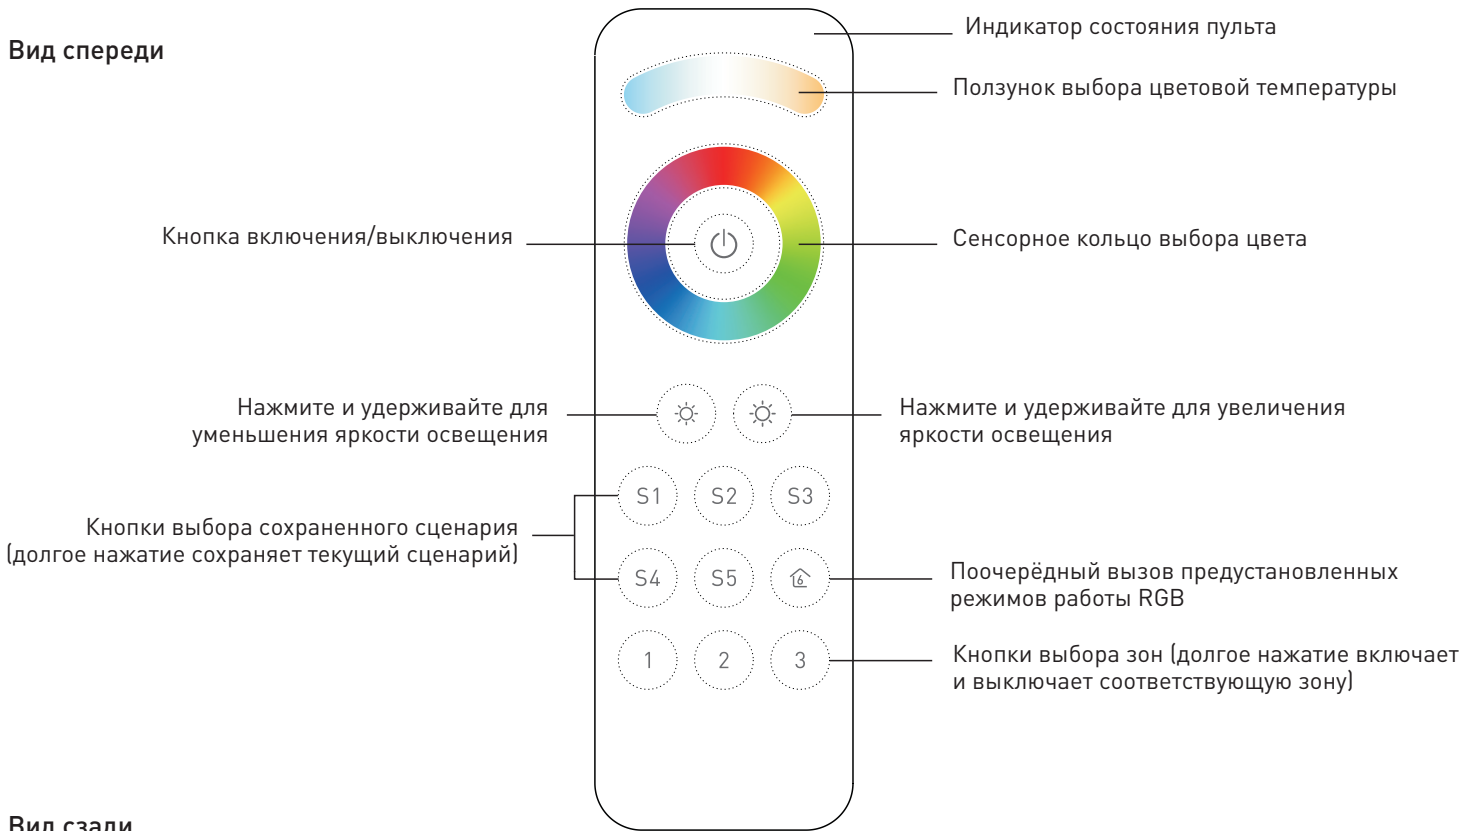 Вид спереди
Индикатор состояния пульта
Ползунок выбора цветовой температуры
Кнопка включения/выключения
Сенсорное кольцо выбора цвета
Нажмите и удерживайте для
уменьшения яркости освещения
Нажмите и удерживайте для увеличения
яркости освещения
S1 S2 S3
Кнопки выбора сохраненного сценария
(долгое нажатие сохраняет текущий сценарий)
S4 S5 6
Поочерёдный вызов предустановленных
режимов работы RGB
1 2 3
Кнопки выбора зон (долгое нажатие включает
и выключает соответствующую зону)
Вид сзади